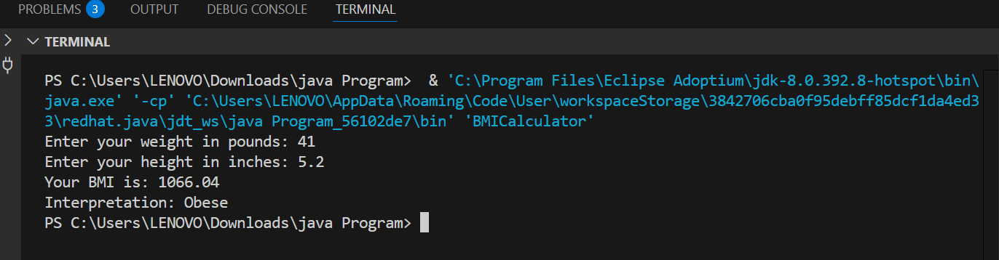 PROBLEMS 3 OUTPUT DEBUG CONSOLE TERMINAL
TERMINAL
PS C:\Users\LENOVO\Downloads\java Program>  & 'C:\Program Files\Eclipse Adoptium\jdk-8.0.392.8-hotspot\bin\
java.exe' '-cp' 'C:\Users\LENOVO\AppData\Roaming\Code\User\workspaceStorage\3842706cba0f95debff85dcf1da4ed3
3\redhat.java\jdt_ws\java Program_56102de7\bin' 'BMICalculator'
Enter your weight in pounds: 41
Enter your height in inches: 5.2
Your BMI is: 1066.04
Interpretation: Obese
PS C:\Users\LENOVO\Downloads\java Program>